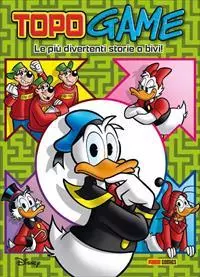 TOPO GAME
Le più divertenti storie a bivi!
Disney
PANINI COMICS